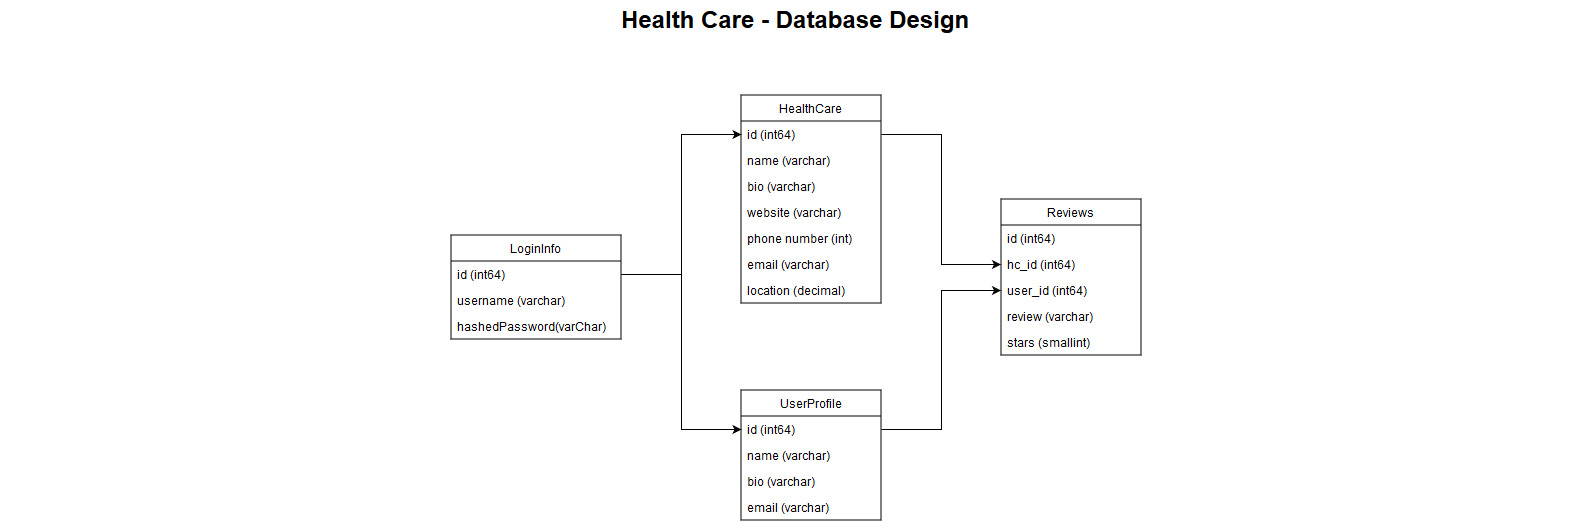 Health Care - Database Design
HealthCare
id (int64)
name (varchar)
bio (varchar)
website (varchar)
phone number (int)
email (varchar)
location (decimal)
LoginInfo
id (int64)
username (varchar)
hashedPassword(varChar)
Reviews
id (int64)
hc_id (int64)
user_id (int64)
review (varchar)
stars (smallint)
UserProfile
id (int64)
name (varchar)
bio (varchar)
email (varchar)